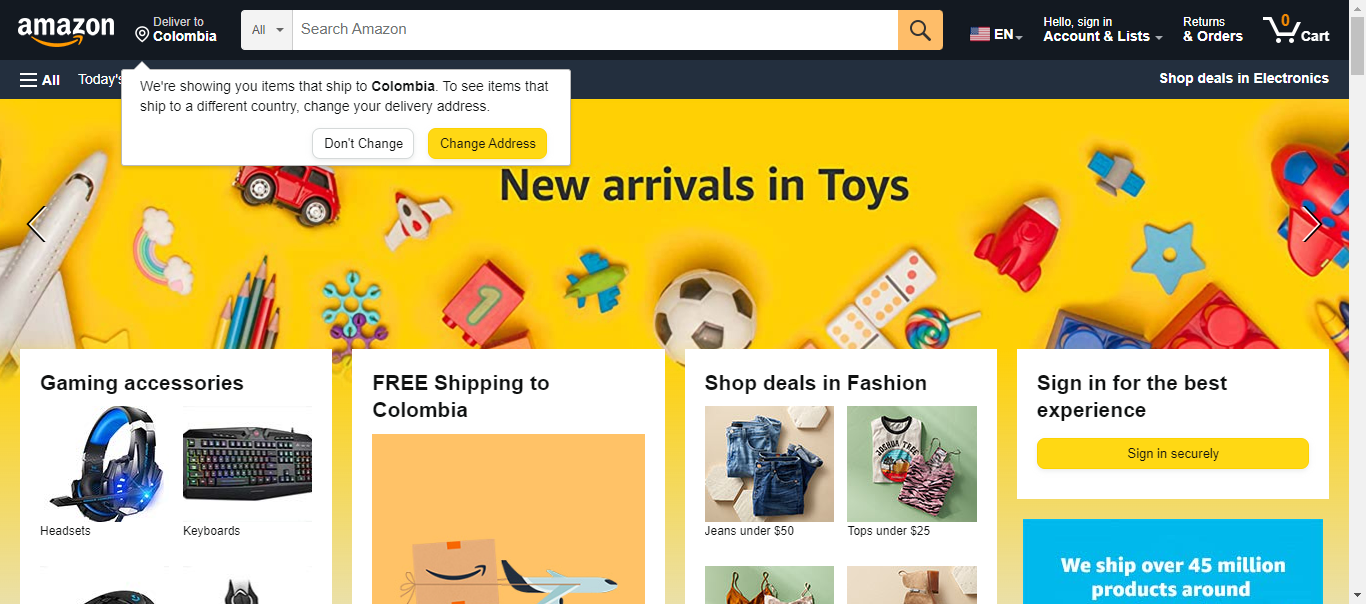 amazon
Deliver to
Colombia
All
Search Amazon
EN
Hello, sign in
Account & Lists
Returns
& Orders
0
Cart
All
Today's
Shop deals in Electronics
We're showing you items that ship to Colombia. To see items that
ship to a different country, change your delivery address.
Don't Change
Change Address
New arrivals in Toys
1
Gaming accessories
Headsets
Keyboards
FREE Shipping to
Colombia
Shop deals in Fashion
JOSHUA TREE
Jeans under $50
Tops under $25
Sign in for the best
experience
Sign in securely
We ship over 45 million
products around